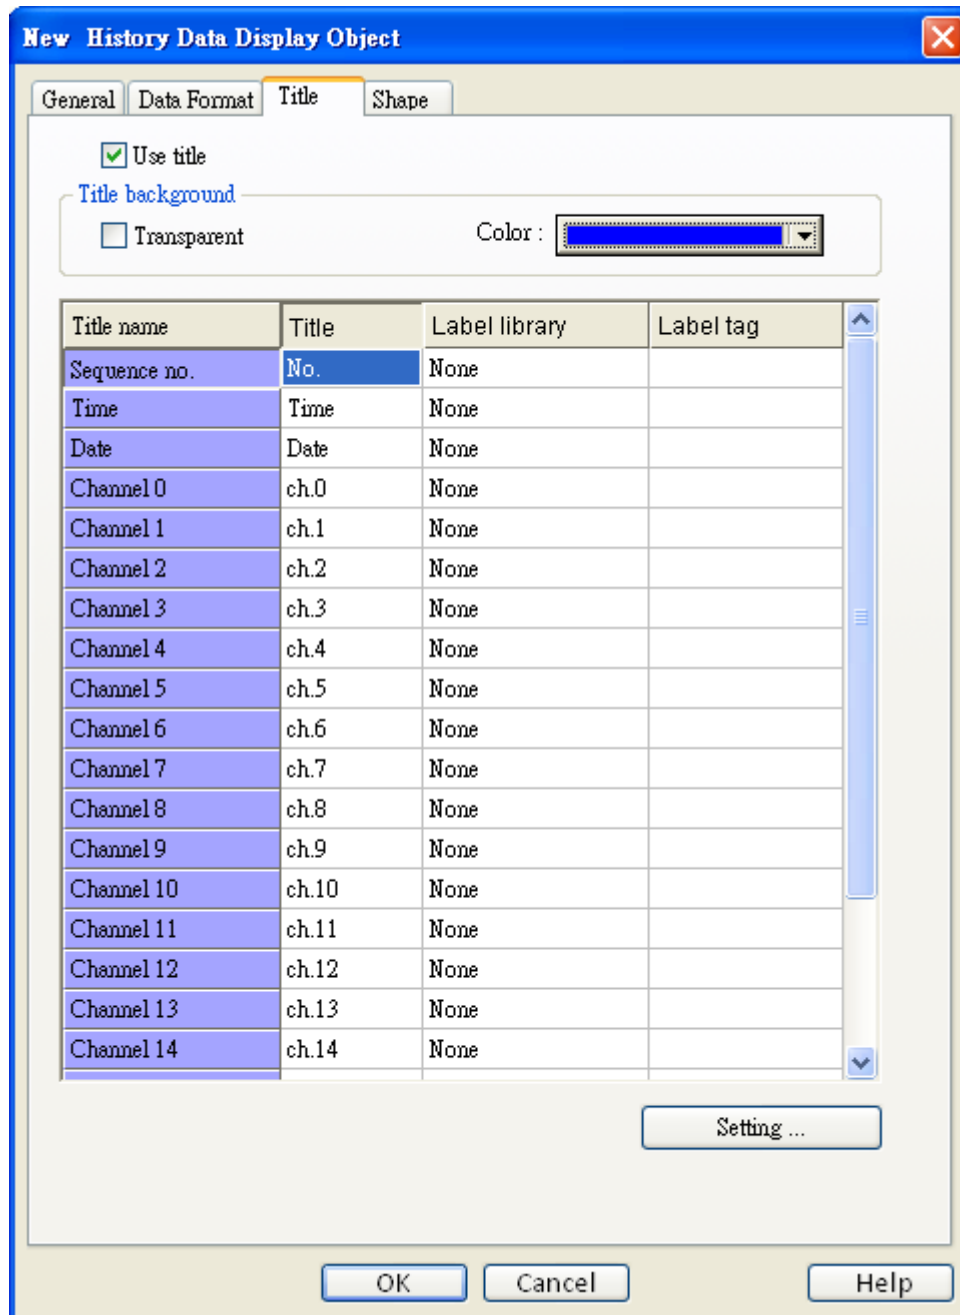 New History Data Display Object
General Data Format Title Shape
Use title
Title background
Transparent Color :
Title name Title Label library Label tag
Sequence no. No. None
Time Time None
Date Date None
Channel 0 ch.0 None
Channel 1 ch.1 None
Channel 2 ch.2 None
Channel 3 ch.3 None
Channel 4 ch.4 None
Channel 5 ch.5 None
Channel 6 ch.6 None
Channel 7 ch.7 None
Channel 8 ch.8 None
Channel 9 ch.9 None
Channel 10 ch.10 None
Channel 11 ch.11 None
Channel 12 ch.12 None
Channel 13 ch.13 None
Channel 14 ch.14 None
Setting ...
OK Cancel Help